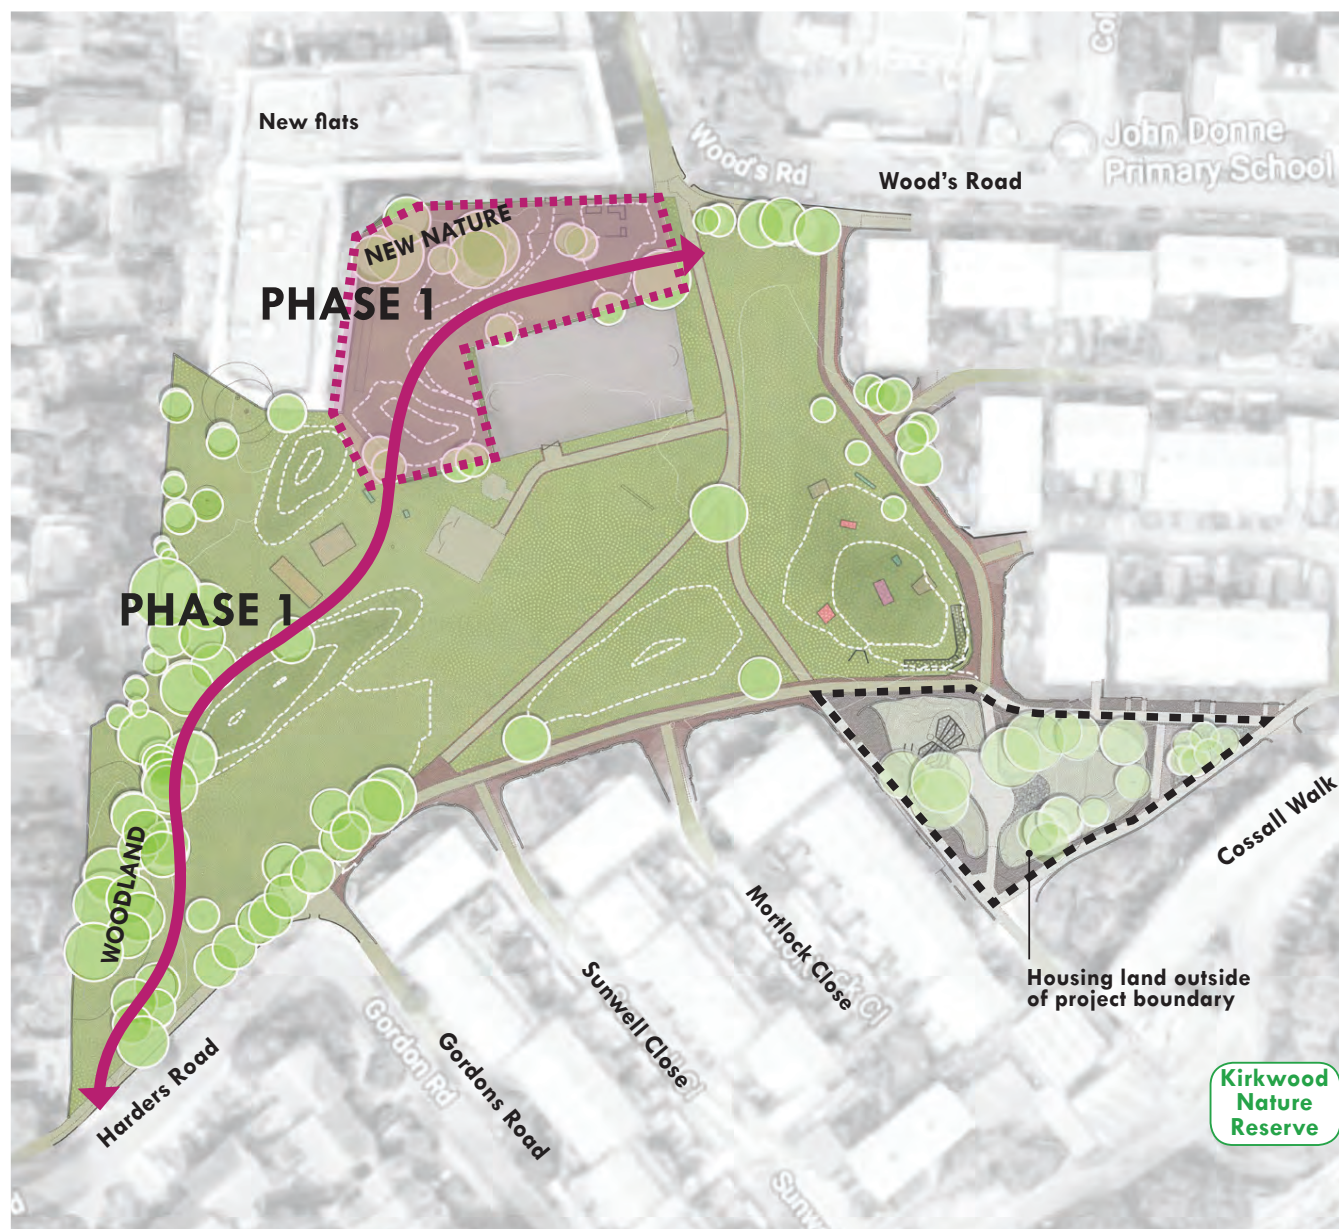 New flats
Wood's Rd
John Donne
Primary School
Wood's Road
NEW NATURE
PHASE 1
PHASE 1
WOODLAND
Cossall Walk
Mortlock Close
Sunwell Close
Housing land outside
of project boundary
Gordon Rd
Gordons Road
Harders Road
Kirkwood
Nature
Reserve